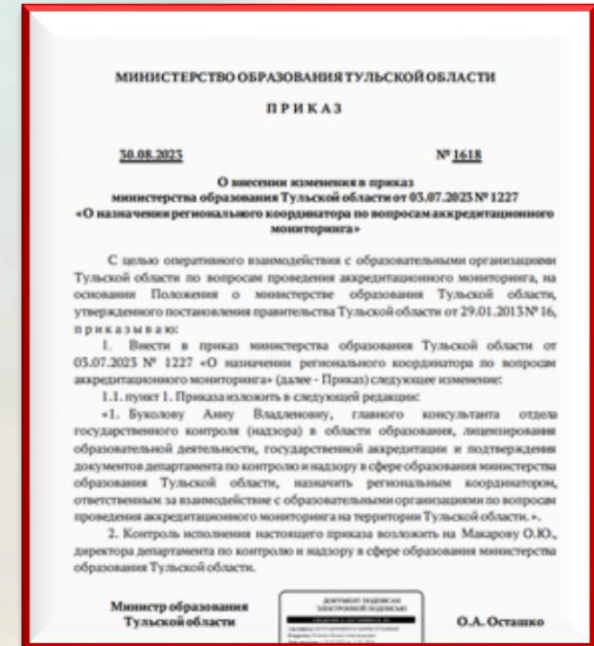 МИНИСТЕРСТВО ОБРАЗОВАНИЯ ТУЛЬСКОЙ ОБЛАСТИ
П Р И К А З
30.08.2023 № 1618
О внесении изменения в приказ
министерства образования Тульской области от 03.07.2023 № 1227
«О назначении регионального координатора по вопросам аккредитационного
мониторинга»
С целью оперативного взаимодействия с образовательными организациями
Тульской области по вопросам проведения аккредитационного мониторинга, на
основании Положения о министерстве образования Тульской области,
утвержденного постановления правительства Тульской области от 29.01.2013 № 16,
п р и к а з ы в а ю:
1. Внести в приказ министерства образования Тульской области от
03.07.2023 № 1227 «О назначении регионального координатора по вопросам
аккредитационного мониторинга» (далее – Приказ) следующее изменение:
1.1. пункт 1. Приказа изложить в следующей редакции:
«1. Буколову Анну Владленовну, главного консультанта отдела
государственного контроля (надзора) в области образования, лицензирования
образовательной деятельности, государственной аккредитации и подтверждения
документов департамента по контролю и надзору в сфере образования министерства
образования Тульской области, назначить региональным координатором,
ответственным за взаимодействие с образовательными организациями по вопросам
проведения аккредитационного мониторинга на территории Тульской области.».
2. Контроль исполнения настоящего приказа возложить на Макарову О.Ю.,
директора департамента по контролю и надзору в сфере образования министерства
образования Тульской области.
Министр образования
Тульской области
ДОКУМЕНТ ПОДПИСАН
ЭЛЕКТРОННОЙ ПОДПИСЬЮ
О.А. Осташко